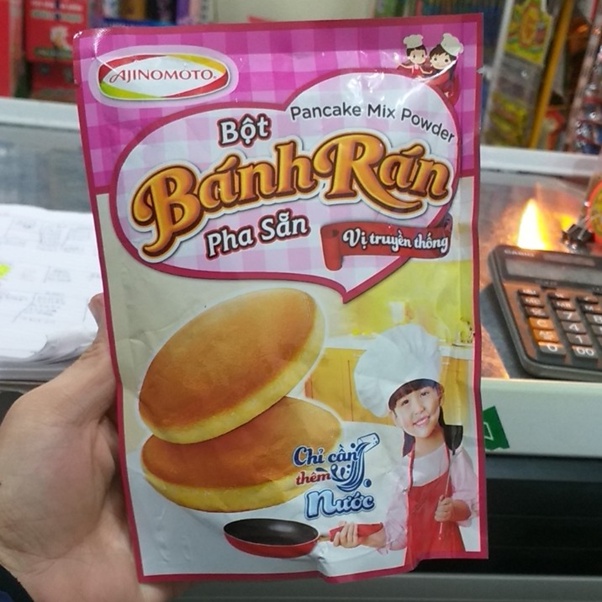 AJINOMOTO®
Pancake Mix Powder
Bột
Bánh Rán
Pha Sẵn
Vị truyền thống
Chỉ cần
thêm
Nước